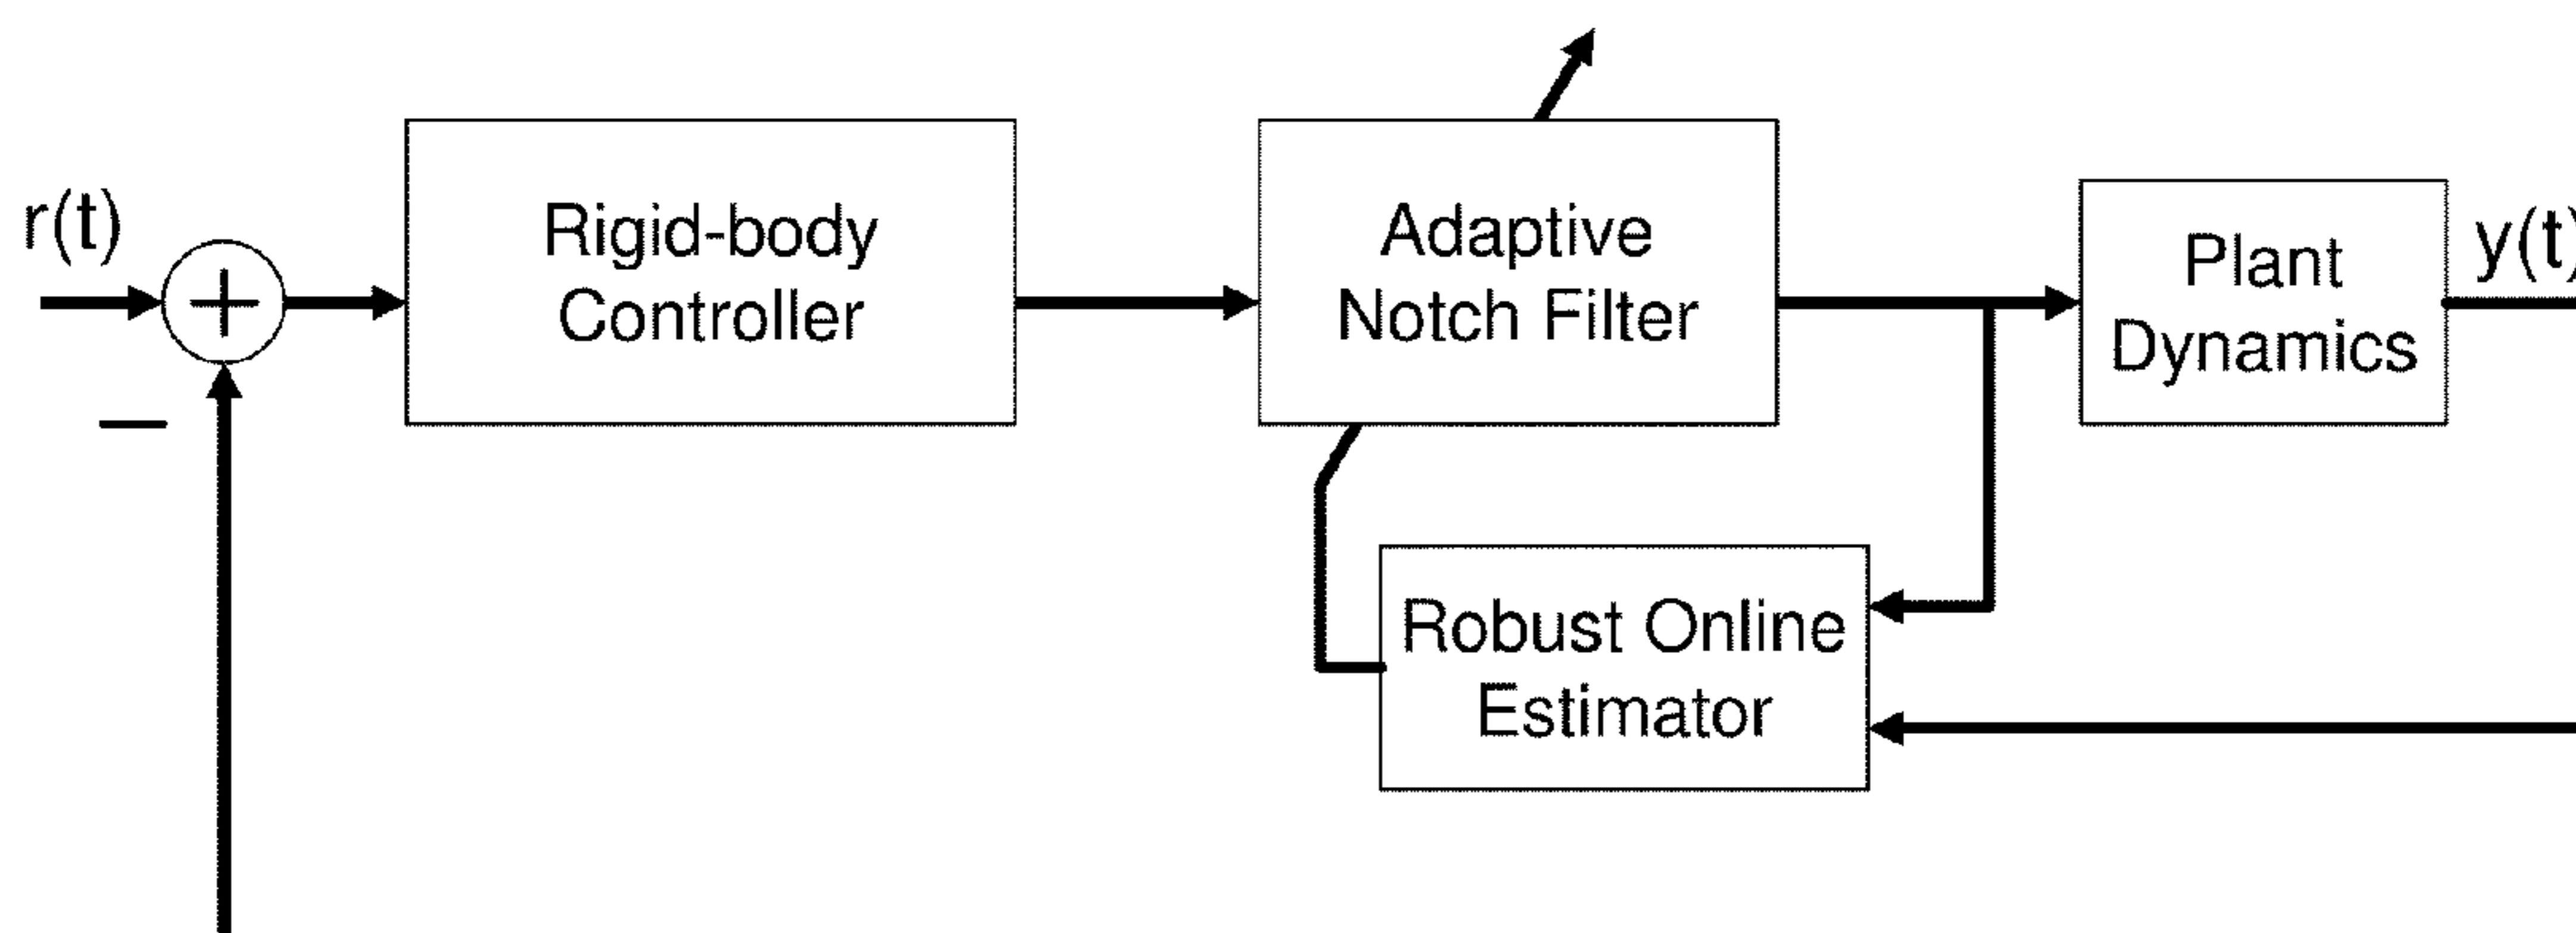 r(t)
Rigid-body
Controller
Adaptive
Notch Filter
Plant
Dynamics
y(t)
Robust Online
Estimator